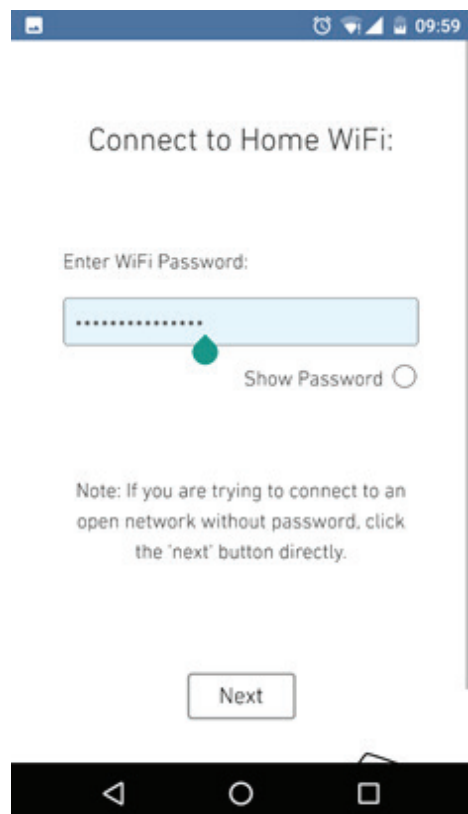 09:59
Connect to Home WiFi:
Enter WiFi Password:
•••••••••••••••
Show Password
Note: If you are trying to connect to an
open network without password, click
the 'next' button directly.
Next